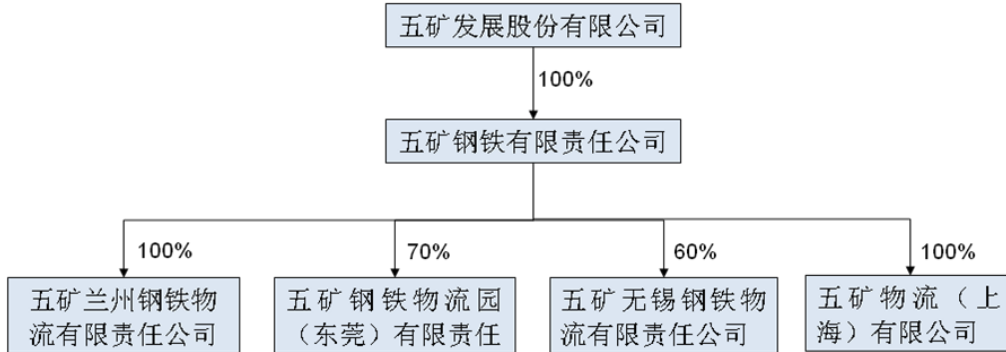 五矿发展股份有限公司
100%
五矿钢铁有限责任公司
100%
70%
60%
100%
五矿兰州钢铁物
流有限责任公司
五矿钢铁物流园
（东莞）有限责任
五矿无锡钢铁物
流有限责任公司
五矿物流（上
海）有限公司